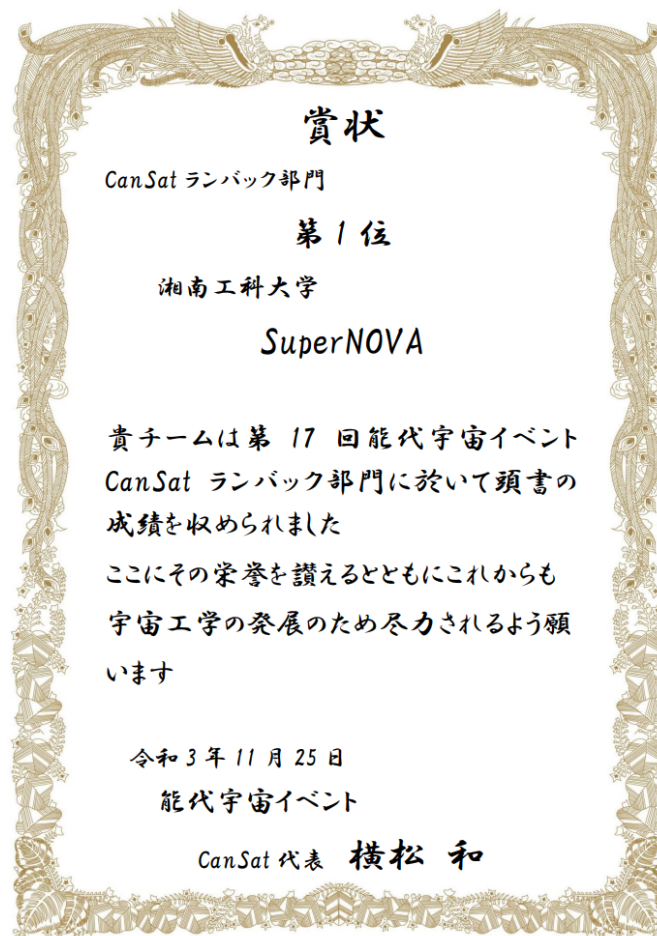 賞状
CanSat ランバック部門
第 1 位
湘南工科大学
SuperNOVA
貴チームは第 17 回能代宇宙イベント
CanSat ランバック部門に於いて頭書の
成績を収められました
ここにその栄誉を讃えるとともにこれからも
宇宙工学の発展のため尽力されるよう願
います
令和 3 年 11 月 25 日
能代宇宙イベント
CanSat 代表 横松 和